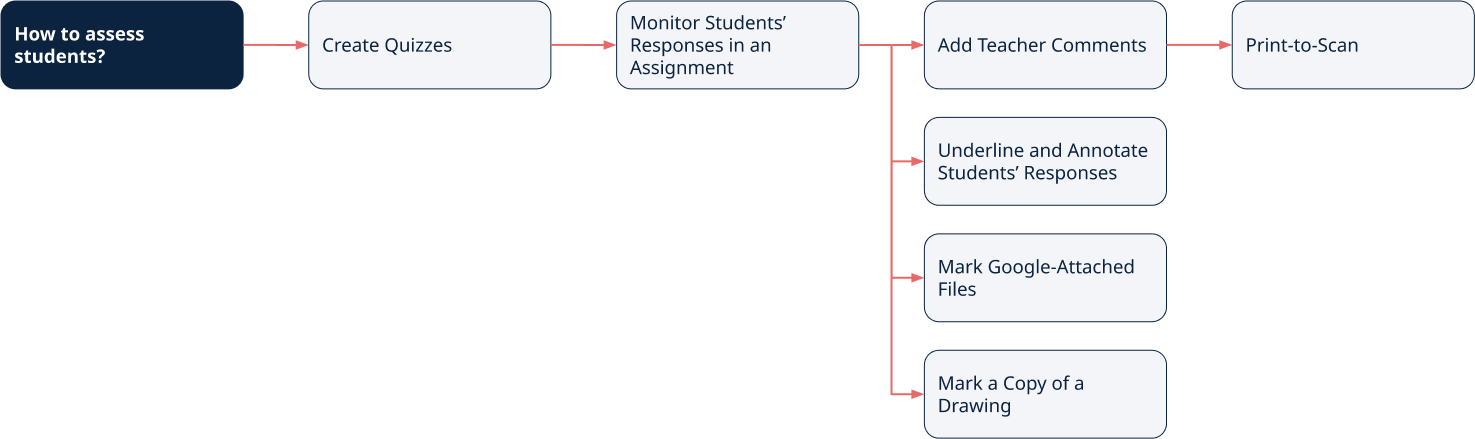 How to assess
students?
Create Quizzes
Monitor Students’
Responses in an
Assignment
Add Teacher Comments
Print-to-Scan
Underline and Annotate
Students’ Responses
Mark Google-Attached
Files
Mark a Copy of a
Drawing